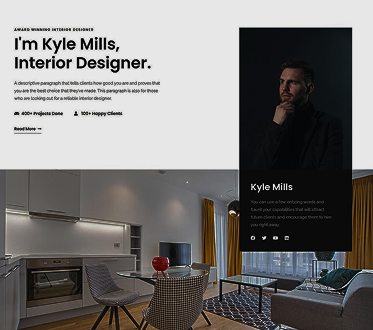 AWARD WINNING INTERIOR DESIGNER
I'm Kyle Mills,
Interior Designer.
A descriptive paragraph that tells clients how good you are and proves that
you are the best choice that they've made. This paragraph is also for those
who are looking out for a reliable interior designer.
400+ Projects Done 100+ Happy Clients
Read More
Kyle Mills
You can use a few enticing words and
flaunt your capabilities that will attract
future clients and encourage them to hire
you right away.